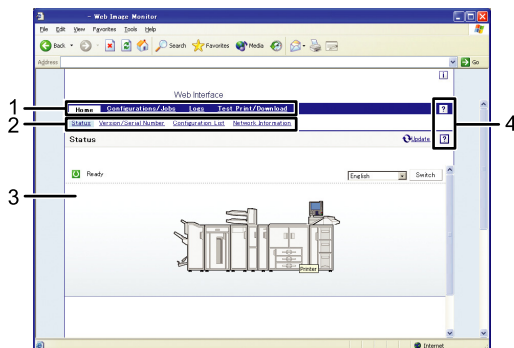 - Web Image Monitor
File Edit View Favorites Tools Help
Back Search Favorites Media
Address Go
Web Interface
1 Home Configurations/Jobs Logs Test Print/Download ?
2 Status Version/Serial Number Configuration List Network Information 4
Status Update ?
Ready English Switch
3
Printer
Internet